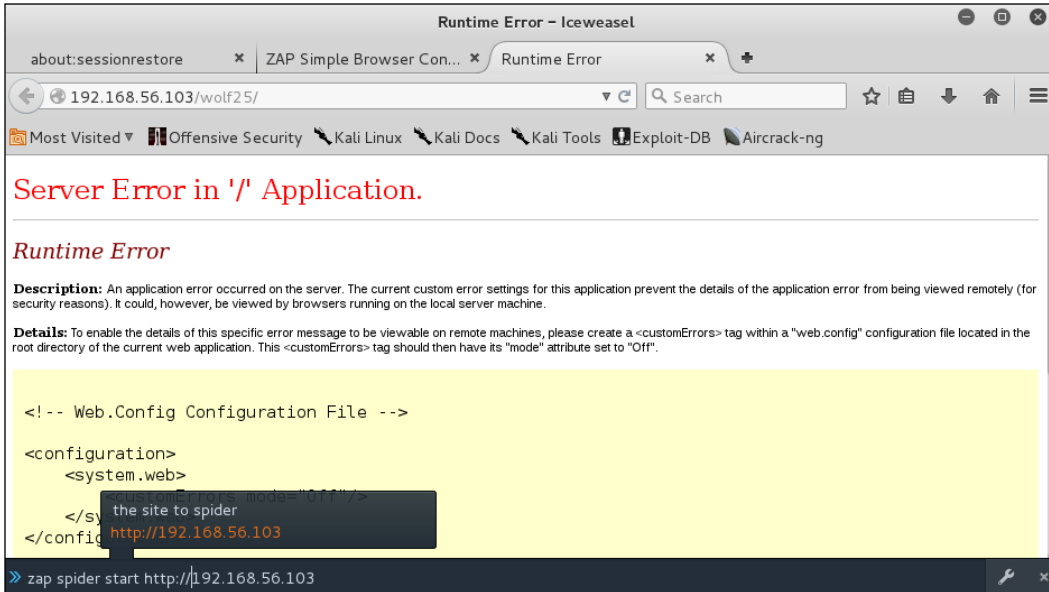 Runtime Error – Iceweasel
about:sessionrestore
ZAP Simple Browser Con...
Runtime Error
192.168.56.103/wolf25/
Search
Most Visited
Offensive Security
Kali Linux
Kali Docs
Kali Tools
Exploit-DB
Aircrack-ng
Server Error in '/' Application.
Runtime Error
Description: An application error occurred on the server. The current custom error settings for this application prevent the details of the application error from being viewed remotely (for
security reasons). It could, however, be viewed by browsers running on the local server machine.
Details: To enable the details of this specific error message to be viewable on remote machines, please create a <customErrors> tag within a "web.config" configuration file located in the
root directory of the current web application. This <customErrors> tag should then have its "mode" attribute set to "Off".
<!-- Web.Config Configuration File -->
<configuration>
<system.web>
<customErrors mode="Off"/>
</sy
</config
the site to spider
http://192.168.56.103
zap spider start http://192.168.56.103